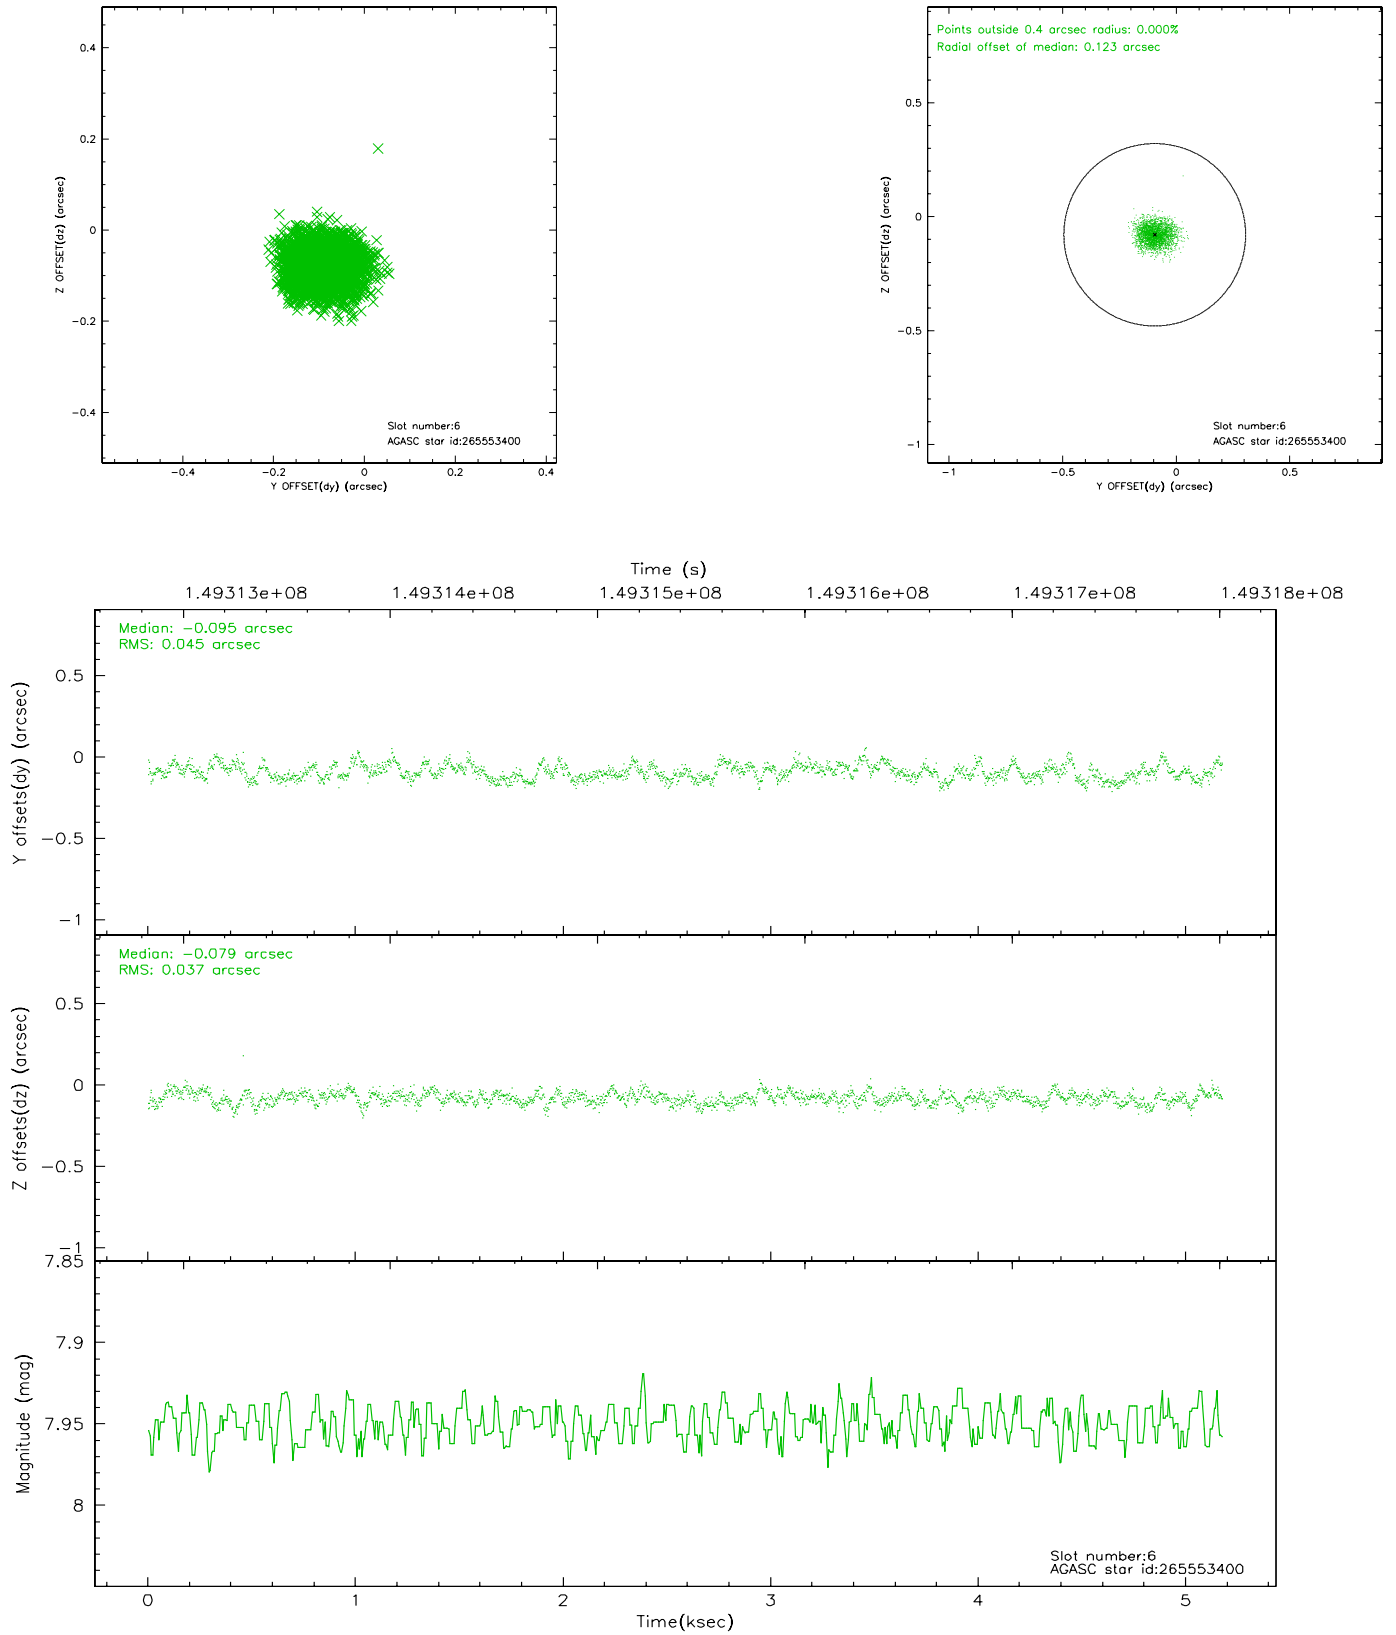 0.4
0.2
0
−0.2
−0.4
Z OFFSET(dz) (arcsec)
Slot number:6
AGASC star id:265553400
−0.4 −0.2 0 0.2 0.4
Y OFFSET(dy) (arcsec)
Points outside 0.4 arcsec radius: 0.000%
Radial offset of median: 0.123 arcsec
0.5
0
−0.5
−1
Z OFFSET(dz) (arcsec)
Slot number:6
AGASC star id:265553400
−1 −0.5 0 0.5
Y OFFSET(dy) (arcsec)
Time (s)
1.49313e+08 1.49314e+08 1.49315e+08 1.49316e+08 1.49317e+08 1.49318e+08
Median: −0.095 arcsec
RMS: 0.045 arcsec
0.5
0
−0.5
−1
Y offsets(dy) (arcsec)
Median: −0.079 arcsec
RMS: 0.037 arcsec
0.5
0
−0.5
−1
Z offsets(dz) (arcsec)
7.85
7.9
7.95
8
Magnitude (mag)
Slot number:6
AGASC star id:265553400
0 1 2 3 4 5
Time(ksec)